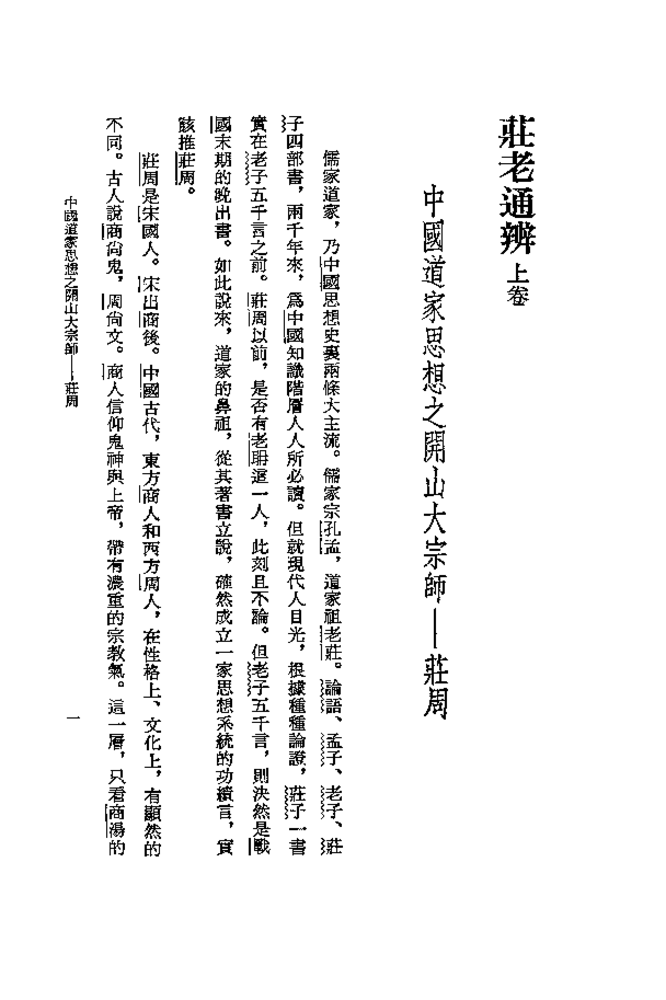 莊老通辨 上卷
中國道家思想之開山大宗師——莊周
儒家道家，乃中國思想史裏兩條大主流。儒家宗孔孟，道家祖老莊。論語、孟子、老子、莊
子四部書，兩千年來，爲中國知識階層人人所必讀。但就現代人目光，根據種種論證，莊子一書
實在老子五千言之前。莊周以前，是否有老聃這一人，此刻且不論。但老子五千言，則決然是戰
國末期的晚出書。如此說來，道家的鼻祖，從其著書立說，確然成立一家思想系統的功績言，實
該推莊周。
莊周是宋國人。宋出商後。中國古代，東方商人和西方周人，在性格上、文化上，有顯然的
不同。古人說商尚鬼，周尚文。商人信仰鬼神與上帝，帶有濃重的宗教氣。這一層，只看商湯的
中國道家思想之開山大宗師——莊周
一